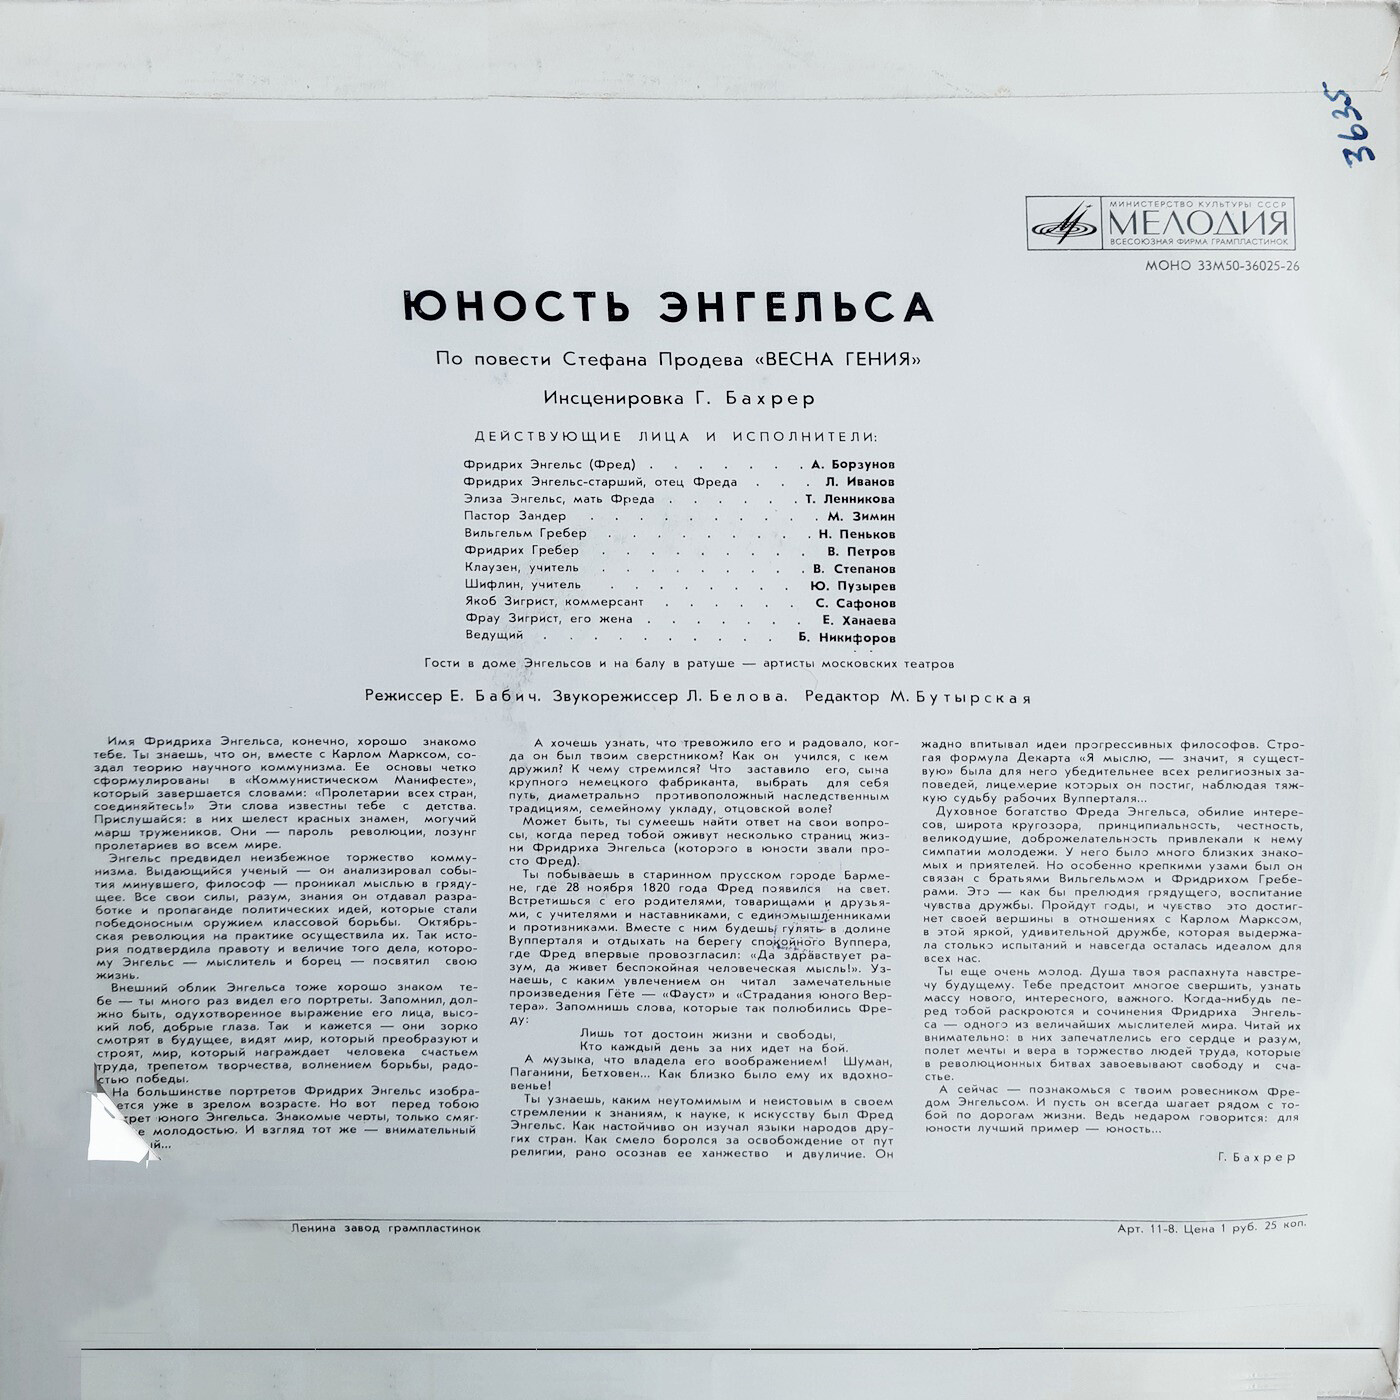 3635
МИНИСТЕРСТВО КУЛЬТУРЫ СССР
МЕЛОДИЯ
ВСЕСОЮЗНАЯ ФИРМА ГРАМПЛАСТИНОК
МОНО 33М50-36025-26
ЮНОСТЬ ЭНГЕЛЬСА
По повести Стефана Продева «ВЕСНА ГЕНИЯ»
Инсценировка Г. Бахрер
ДЕЙСТВУЮЩИЕ ЛИЦА И ИСПОЛНИТЕЛИ:
Фридрих Энгельс (Фред) . . . . . . . А. Борзунов
Фридрих Энгельс-старший, отец Фреда . . . Л. Иванов
Элиза Энгельс, мать Фреда . . . . . . Т. Ленникова
Пастор Зандер . . . . . . . . . М. Зимин
Вильгельм Гребер . . . . . . . . . Н. Пеньков
Фридрих Гребер . . . . . . . . . В. Петров
Клаузен, учитель . . . . . . . . . В. Степанов
Шифлин, учитель . . . . . . . . Ю. Пузырев
Якоб Зигрист, коммерсант . . . . . . С. Сафонов
Фрау Зигрист, его жена . . . . . . . Е. Ханаева
Ведущий . . . . . . . . . . Б. Никифоров
Гости в доме Энгельсов и на балу в ратуше — артисты московских театров
Режиссер Е. Бабич. Звукорежиссер Л. Белова. Редактор М. Бутырская
Имя Фридриха Энгельса, конечно, хорошо знакомо
тебе. Ты знаешь, что он, вместе с Карлом Марксом, со-
здал теорию научного коммунизма. Ее основы четко
сформулированы в «Коммунистическом Манифесте»,
который завершается словами: «Пролетарии всех стран,
соединяйтесь!» Эти слова известны тебе с детства.
Прислушайся: в них шелест красных знамен, могучий
марш тружеников. Они — пароль революции, лозунг
пролетариев во всем мире.
Энгельс предвидел неизбежное торжество комму-
низма. Выдающийся ученый — он анализировал собы-
тия минувшего, философ — проникал мыслью в гряду-
щее. Все свои силы, разум, знания он отдавал разра-
ботке и пропаганде политических идей, которые стали
победоносным оружием классовой борьбы. Октябрь-
ская революция на практике осуществила их. Так исто-
рия подтвердила правоту и величие того дела, которо-
му Энгельс — мыслитель и борец — посвятил свою
жизнь.
Внешний облик Энгельса тоже хорошо знаком те-
бе — ты много раз видел его портреты. Запомнил, дол-
жно быть, одухотворенное выражение его лица, высо-
кий лоб, добрые глаза. Так и кажется — они зорко
смотрят в будущее, видят мир, который преобразуют и
строят, мир, который награждает человека счастьем
труда, трепетом творчества, волнением борьбы, радо-
стью победы.
На большинстве портретов Фридрих Энгельс изобра-
ется уже в зрелом возрасте. Но вот перед тобою
трет юного Энгельса. Знакомые черты, только смяг-
е молодостью. И взгляд тот же — внимательный
й...
А хочешь узнать, что тревожило его и радовало, ког-
да он был твоим сверстником? Как он учился, с кем
дружил? К чему стремился? Что заставило его, сына
крупного немецкого фабриканта, выбрать для себя
путь, диаметрально противоположный наследственным
традициям, семейному укладу, отцовской воле?
Может быть, ты сумеешь найти ответ на свои вопро-
сы, когда перед тобой оживут несколько страниц жиз-
ни Фридриха Энгельса (которого в юности звали про-
сто Фред).
Ты побываешь в старинном прусском городе Барме-
не, где 28 ноября 1820 года Фред появился на свет.
Встретишься с его родителями, товарищами и друзья-
ми, с учителями и наставниками, с единомышленниками
и противниками. Вместе с ним будешь гулять в долине
Вупперталя и отдыхать на берегу спокойного Вуппера,
где Фред впервые провозгласил: «Да здравствует ра-
зум, да живет беспокойная человеческая мысль!». Уз-
наешь, с каким увлечением он читал замечательные
произведения Гёте — «Фауст» и «Страдания юного Вер-
тера». Запомнишь слова, которые так полюбились Фре-
ду:
Лишь тот достоин жизни и свободы,
Кто каждый день за них идет на бой.
А музыка, что владела его воображением! Шуман,
Паганини, Бетховен... Как близко было ему их вдохно-
венье!
Ты узнаешь, каким неутомимым и неистовым в своем
стремлении к знаниям, к науке, к искусству был Фред
Энгельс. Как настойчиво он изучал языки народов дру-
гих стран. Как смело боролся за освобождение от пут
религии, рано осознав ее ханжество и двуличие. Он
жадно впитывал идеи прогрессивных философов. Стро-
гая формула Декарта «Я мыслю, — значит, я сущест-
вую» была для него убедительнее всех религиозных за-
поведей, лицемерие которых он постиг, наблюдая тяж-
кую судьбу рабочих Вупперталя...
Духовное богатство Фреда Энгельса, обилие интере-
сов, широта кругозора, принципиальность, честность,
великодушие, доброжелательность привлекали к нему
симпатии молодежи. У него было много близких знако-
мых и приятелей. Но особенно крепкими узами был он
связан с братьями Вильгельмом и Фридрихом Гребе-
рами. Это — как бы прелюдия грядущего, воспитание
чувства дружбы. Пройдут годы, и чувство это достиг-
нет своей вершины в отношениях с Карлом Марксом,
в этой яркой, удивительной дружбе, которая выдержа-
ла столько испытаний и навсегда осталась идеалом для
всех нас.
Ты еще очень молод. Душа твоя распахнута навстре-
чу будущему. Тебе предстоит многое свершить, узнать
массу нового, интересного, важного. Когда-нибудь пе-
ред тобой раскроются и сочинения Фридриха Энгель-
са — одного из величайших мыслителей мира. Читай их
внимательно: в них запечатлелись его сердце и разум,
полет мечты и вера в торжество людей труда, которые
в революционных битвах завоевывают свободу и сча-
стье.
А сейчас — познакомься с твоим ровесником Фре-
дом Энгельсом. И пусть он всегда шагает рядом с то-
бой по дорогам жизни. Ведь недаром говорится: для
юности лучший пример — юность...
Г. Бахрер
Ленина завод грампластинок
Арт. 11-8. Цена 1 руб. 25 коп.